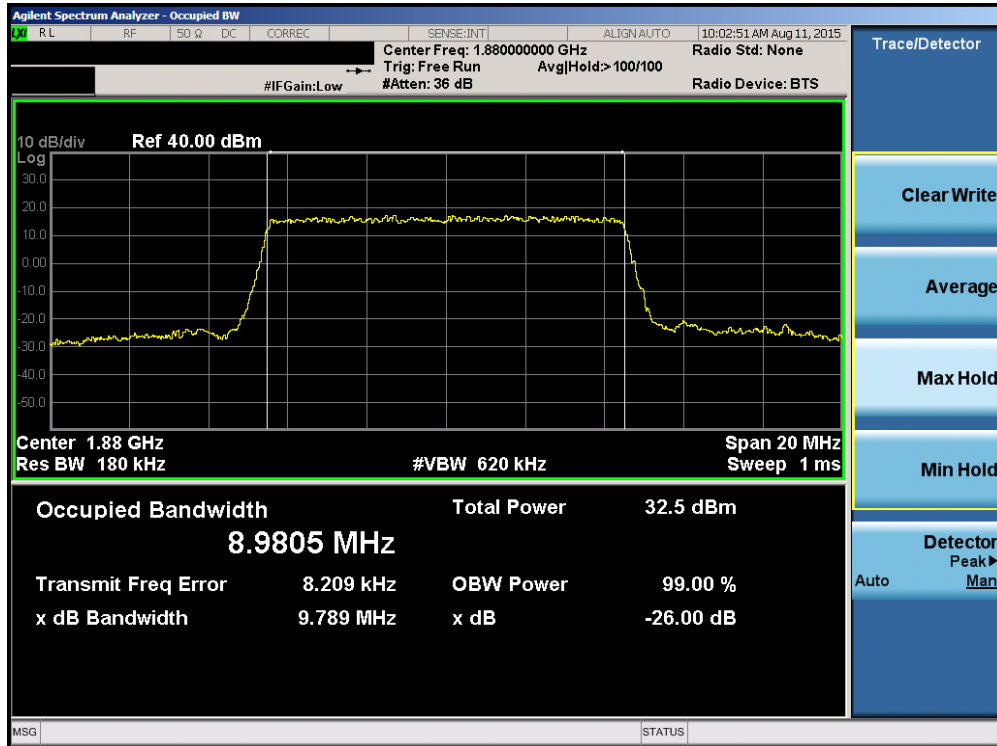 Agilent Spectrum Analyzer - Occupied BW
LXI RL RF 50 Ω DC CORREC SENSE:INT ALIGN AUTO 10:02:51 AM Aug 11, 2015
Center Freq: 1.880000000 GHz Radio Std: None
Trig: Free Run Avg|Hold:>100/100
#IFGain:Low #Atten: 36 dB Radio Device: BTS
10 dB/div Ref 40.00 dBm
Log
30.0
20.0
10.0
0.00
-10.0
-20.0
-30.0
-40.0
-50.0
Center 1.88 GHz Span 20 MHz
Res BW 180 kHz #VBW 620 kHz Sweep 1 ms
Occupied Bandwidth Total Power 32.5 dBm
8.9805 MHz
Transmit Freq Error 8.209 kHz OBW Power 99.00 %
x dB Bandwidth 9.789 MHz x dB -26.00 dB
MSG STATUS
Trace/Detector
Clear Write
Average
Max Hold
Min Hold
Detector
Peak▶
Auto Man